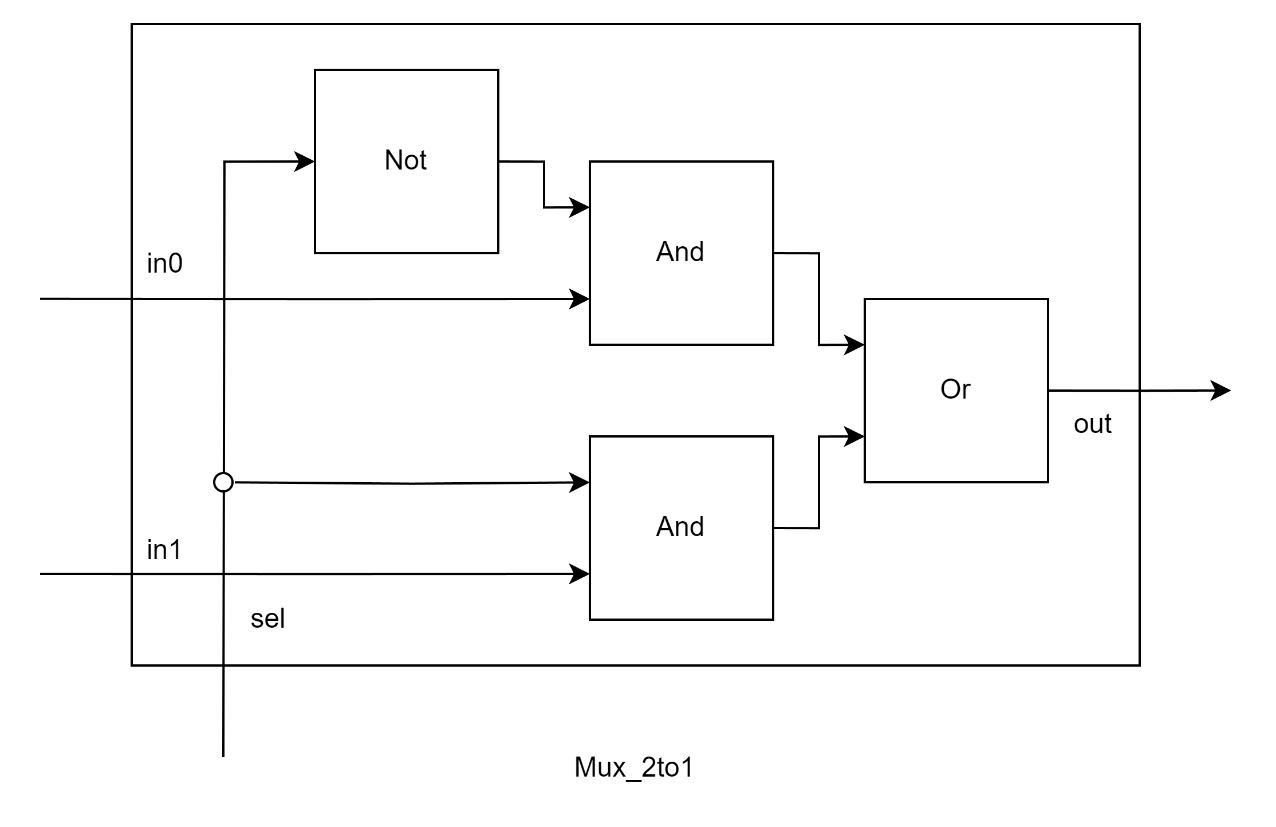 Not
in0
And
Or
out
And
in1
sel
Mux_2to1